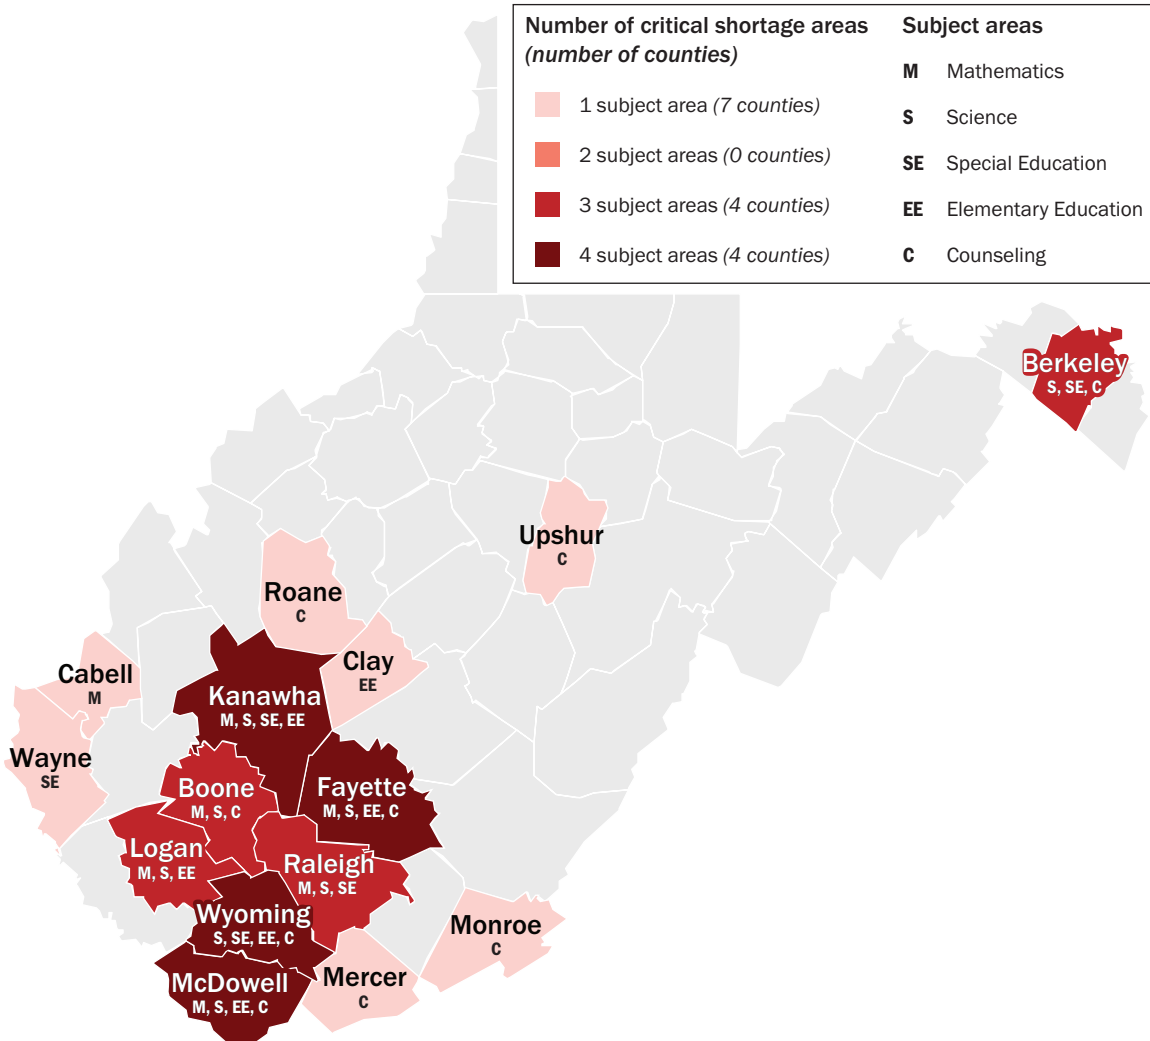 Number of critical shortage areas
(number of counties)
1 subject area (7 counties)
2 subject areas (0 counties)
3 subject areas (4 counties)
4 subject areas (4 counties)
Subject areas
M Mathematics
S Science
SE Special Education
EE Elementary Education
C Counseling
Berkeley
S, SE, C
Upshur
C
Roane
C
Clay
EE
Cabell
M
Kanawha
M, S, SE, EE
Wayne
SE
Boone
M, S, C
Fayette
M, S, EE, C
Logan
M, S, EE
Raleigh
M, S, SE
Wyoming
S, SE, EE, C
Monroe
C
McDowell
M, S, EE, C
Mercer
C